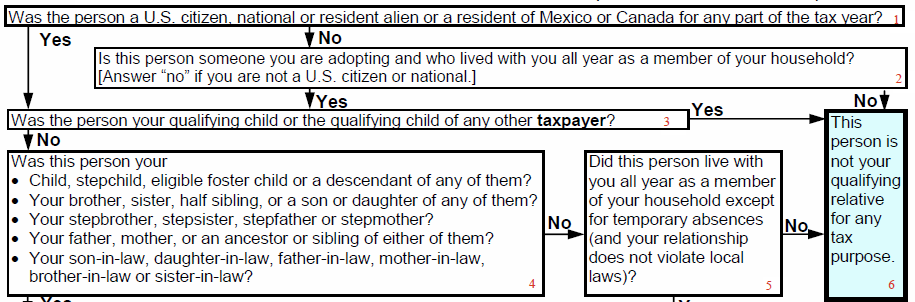 Was the person a U.S. citizen, national or resident alien or a resident of Mexico or Canada for any part of the tax year? 1
Yes
No
Is this person someone you are adopting and who lived with you all year as a member of your household?
[Answer “no” if you are not a U.S. citizen or national.] 2
Yes
No
Was the person your qualifying child or the qualifying child of any other taxpayer? 3
Yes
No
Was this person your
• Child, stepchild, eligible foster child or a descendant of any of them?
• Your brother, sister, half sibling, or a son or daughter of any of them?
• Your stepbrother, stepsister, stepfather or stepmother?
• Your father, mother, or an ancestor or sibling of either of them?
• Your son-in-law, daughter-in-law, father-in-law, mother-in-law,
brother-in-law or sister-in-law? 4
No
Did this person live with
you all year as a member
of your household except
for temporary absences
(and your relationship
does not violate local
laws)? 5
No
This
person is
not your
qualifying
relative
for any
tax
purpose.
6